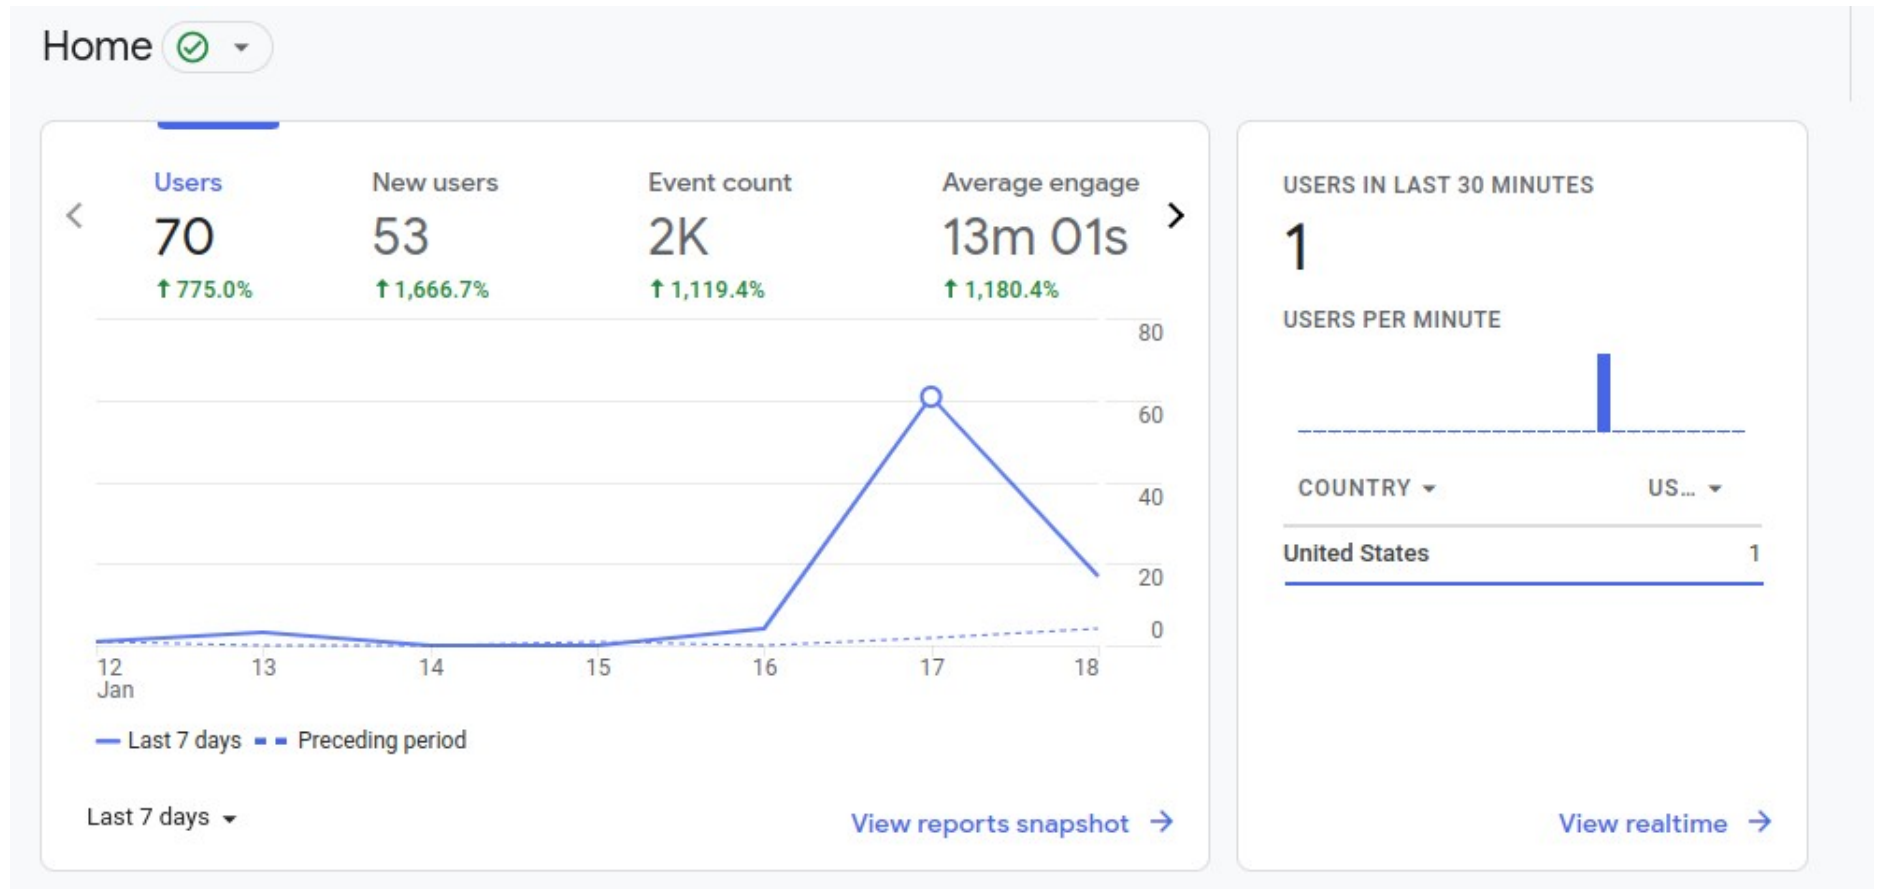 Home
Users
70
775.0%
New users
53
1,666.7%
Event count
2K
1,119.4%
Average engage
13m 01s
1,180.4%
80
60
40
20
0
12 13 14 15 16 17 18
Jan
Last 7 days Preceding period
Last 7 days
View reports snapshot
USERS IN LAST 30 MINUTES
1
USERS PER MINUTE
COUNTRY US...
United States 1
View realtime